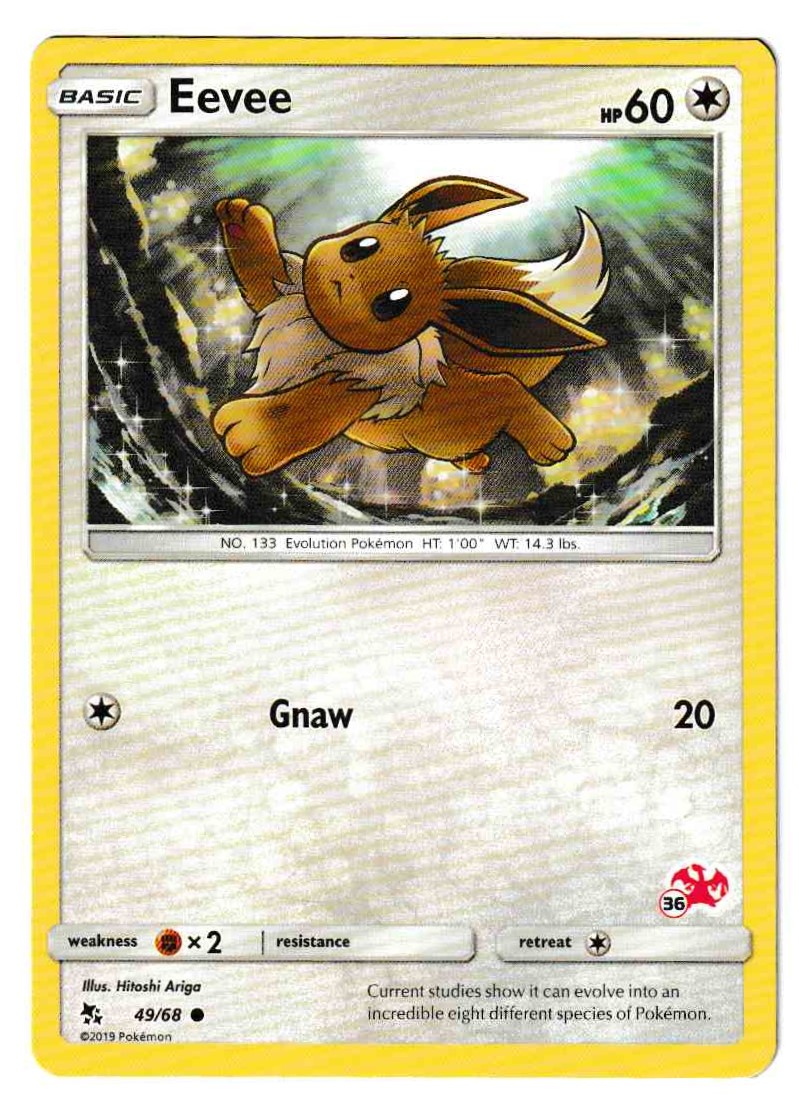 BASIC Eevee HP60
NO. 133 Evolution Pokémon HT: 1'00" WT: 14.3 lbs.
Gnaw 20
36
weakness ×2 resistance retreat
Illus. Hitoshi Ariga
49/68
©2019 Pokémon
Current studies show it can evolve into an
incredible eight different species of Pokémon.